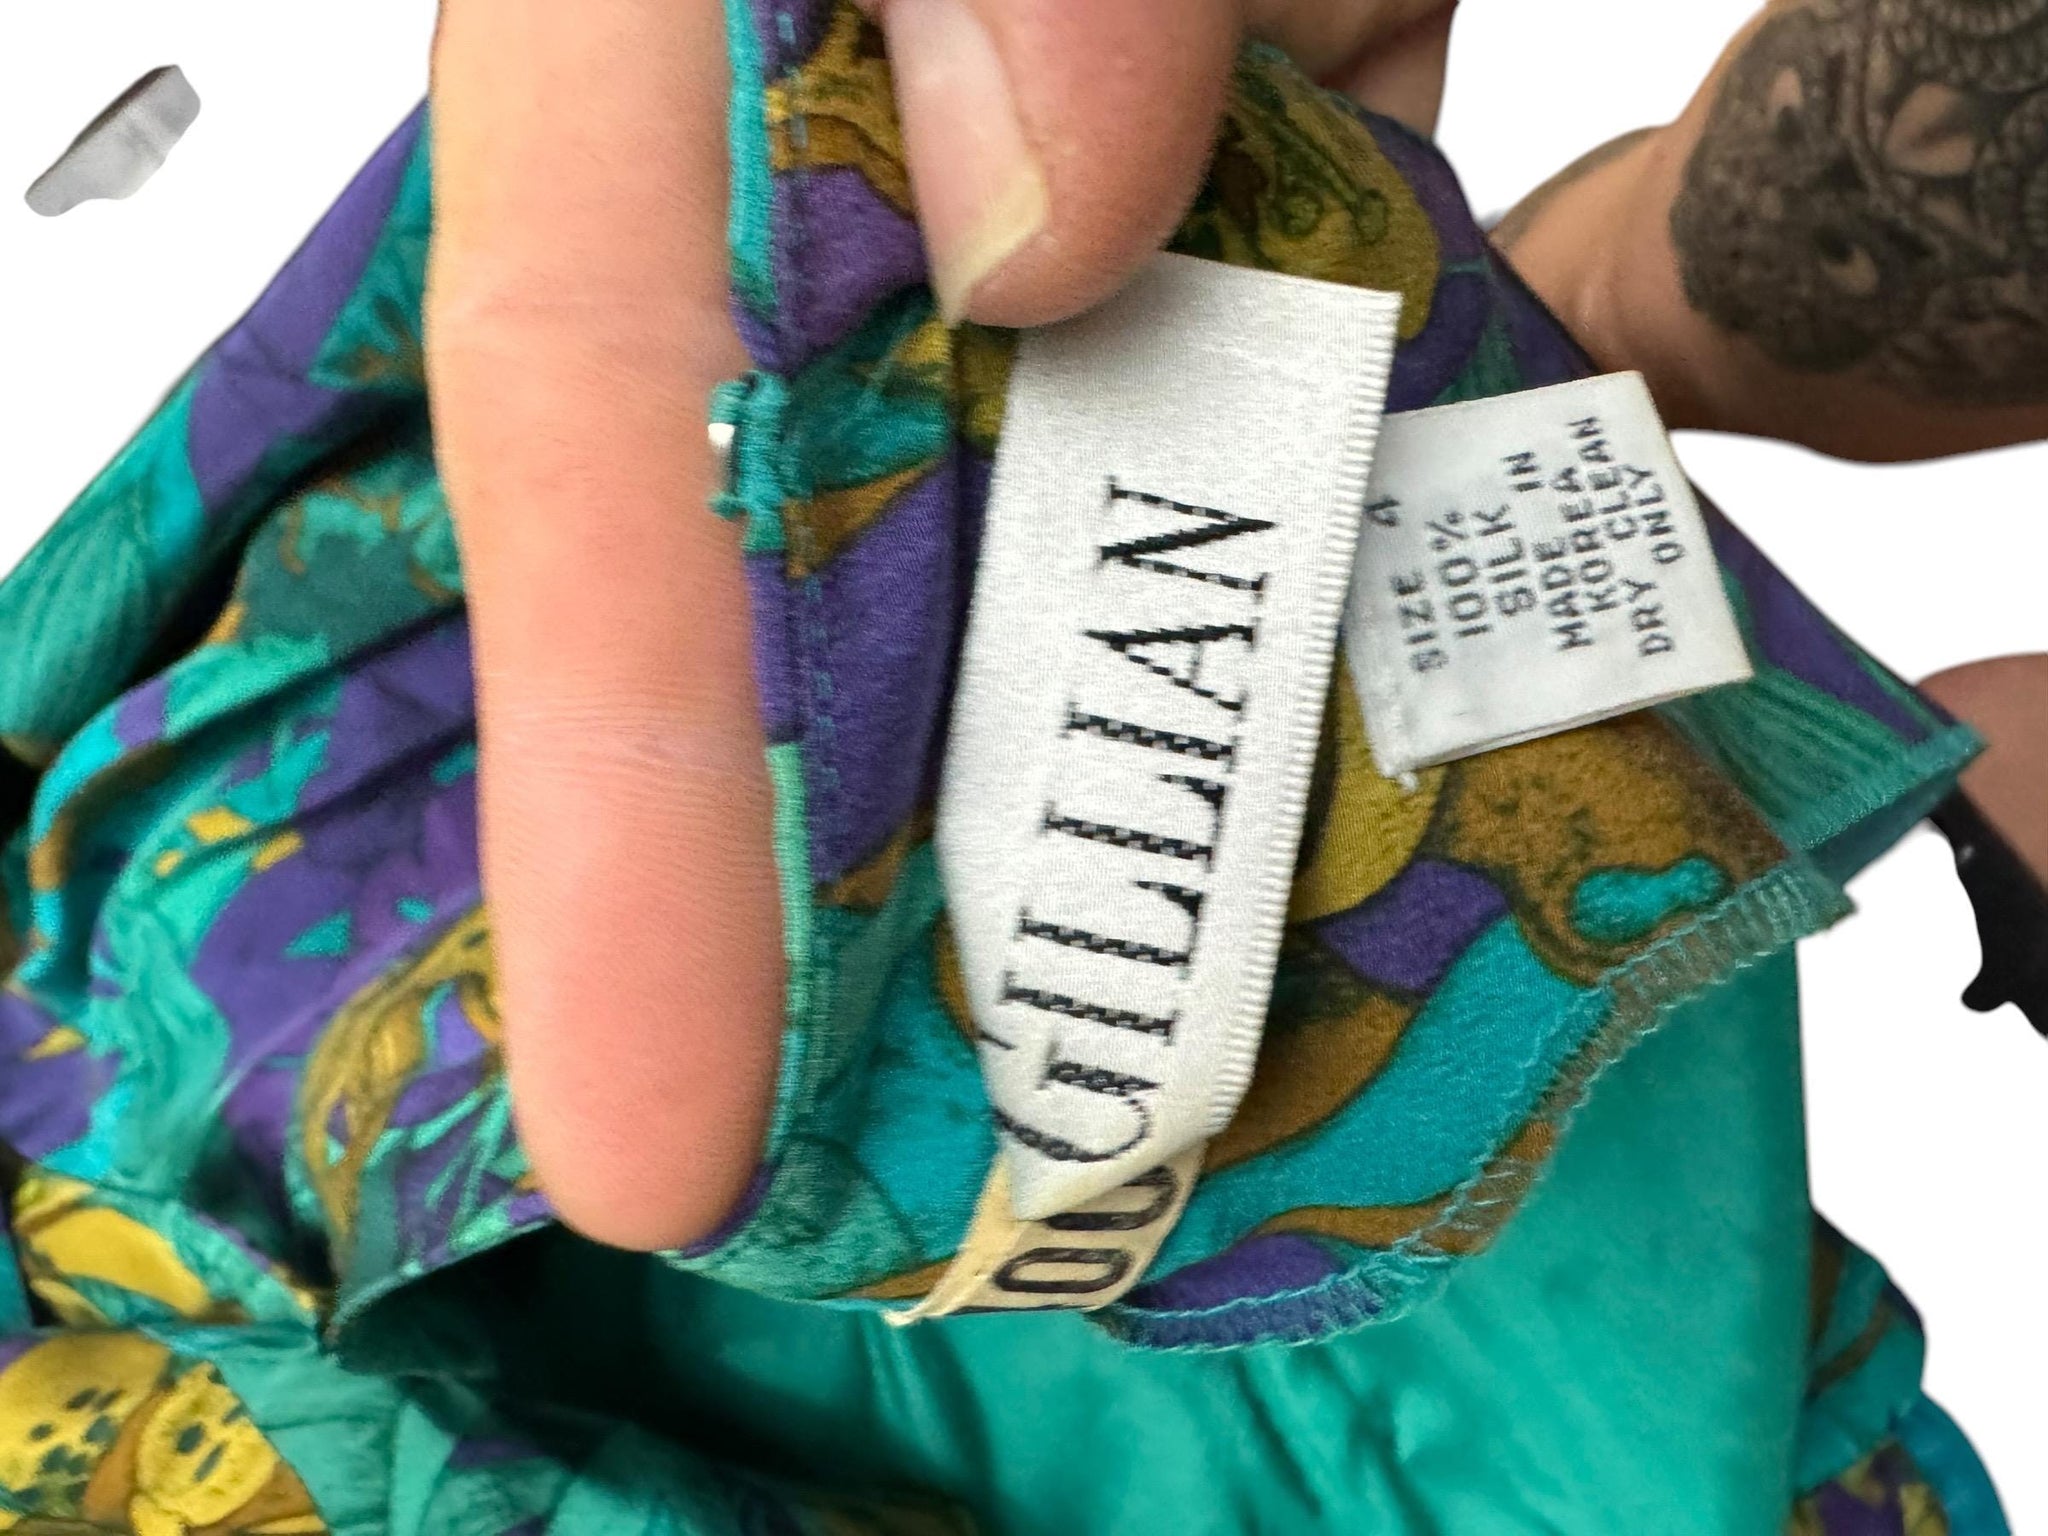 GILLIAN
SIZE 4
100%
SILK
MADE IN
KOREA
DRY CLEAN
ONLY